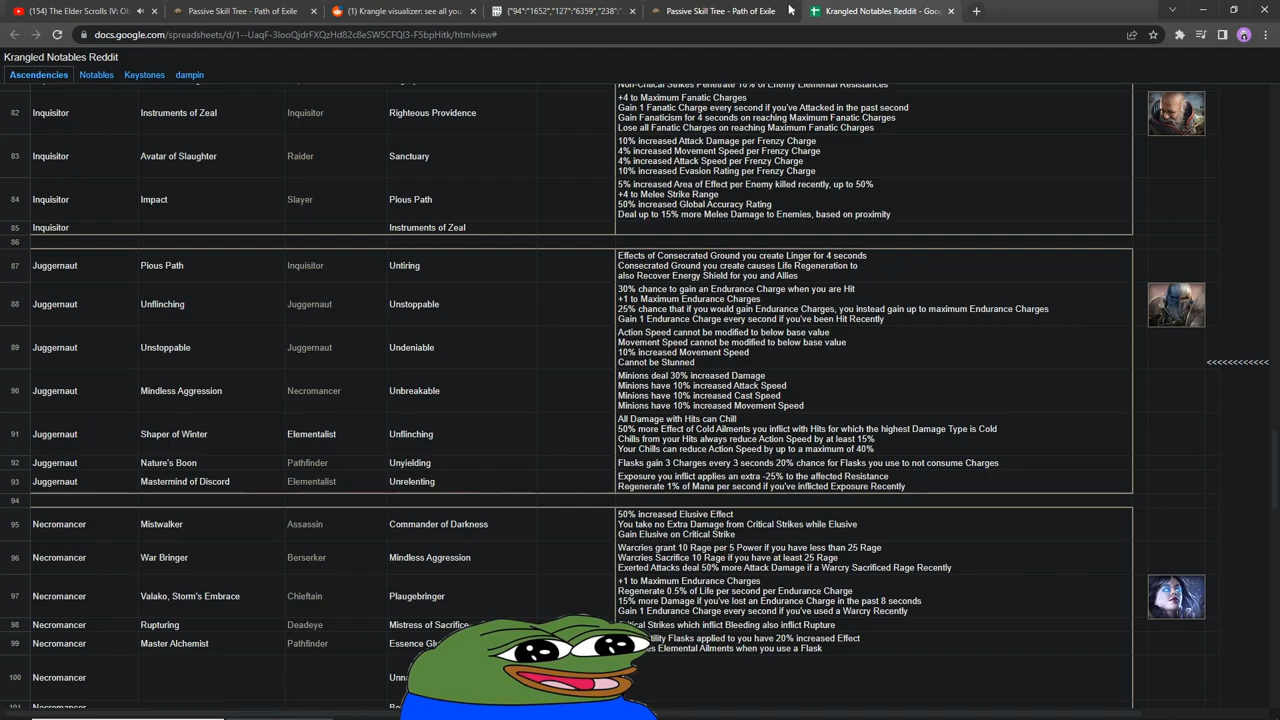 (154) The Elder Scrolls IV: Ob
Passive Skill Tree - Path of Exile
(1) Krangle visualizer: see all you
{"94":"1652","127":"6359","238":"
Passive Skill Tree - Path of Exile
Krangled Notables Reddit - Goog
docs.google.com/spreadsheets/d/1--UaqF-3IooQjdrFXQzHd82c8eSW5CFQI3-F5bpHitk/htmlview#
Krangled Notables Reddit
Ascendencies Notables Keystones dampin
Non-Critical Strikes Penetrate 10% of Enemy Elemental Resistances
82 Inquisitor Instruments of Zeal Inquisitor Righteous Providence
+4 to Maximum Fanatic Charges
Gain 1 Fanatic Charge every second if you've Attacked in the past second
Gain Fanaticism for 4 seconds on reaching Maximum Fanatic Charges
Lose all Fanatic Charges on reaching Maximum Fanatic Charges
83 Inquisitor Avatar of Slaughter Raider Sanctuary
10% increased Attack Damage per Frenzy Charge
4% increased Movement Speed per Frenzy Charge
4% increased Attack Speed per Frenzy Charge
10% increased Evasion Rating per Frenzy Charge
84 Inquisitor Impact Slayer Pious Path
5% increased Area of Effect per Enemy killed recently, up to 50%
+4 to Melee Strike Range
50% increased Global Accuracy Rating
Deal up to 15% more Melee Damage to Enemies, based on proximity
85 Inquisitor Instruments of Zeal
86
87 Juggernaut Pious Path Inquisitor Untiring
Effects of Consecrated Ground you create Linger for 4 seconds
Consecrated Ground you create causes Life Regeneration to
also Recover Energy Shield for you and Allies
88 Juggernaut Unflinching Juggernaut Unstoppable
30% chance to gain an Endurance Charge when you are Hit
+1 to Maximum Endurance Charges
25% chance that if you would gain Endurance Charges, you instead gain up to maximum Endurance Charges
Gain 1 Endurance Charge every second if you've been Hit Recently
89 Juggernaut Unstoppable Juggernaut Undeniable
Action Speed cannot be modified to below base value
Movement Speed cannot be modified to below base value
10% increased Movement Speed
Cannot be Stunned
<<<<<<<<<<<<
90 Juggernaut Mindless Aggression Necromancer Unbreakable
Minions deal 30% increased Damage
Minions have 10% increased Attack Speed
Minions have 10% increased Cast Speed
Minions have 10% increased Movement Speed
91 Juggernaut Shaper of Winter Elementalist Unflinching
All Damage with Hits can Chill
50% more Effect of Cold Ailments you inflict with Hits for which the highest Damage Type is Cold
Chills from your Hits always reduce Action Speed by at least 15%
Your Chills can reduce Action Speed by up to a maximum of 40%
92 Juggernaut Nature's Boon Pathfinder Unyielding
Flasks gain 3 Charges every 3 seconds 20% chance for Flasks you use to not consume Charges
93 Juggernaut Mastermind of Discord Elementalist Unrelenting
Exposure you inflict applies an extra -25% to the affected Resistance
Regenerate 1% of Mana per second if you've inflicted Exposure Recently
94
95 Necromancer Mistwalker Assassin Commander of Darkness
50% increased Elusive Effect
You take no Extra Damage from Critical Strikes while Elusive
Gain Elusive on Critical Strike
96 Necromancer War Bringer Berserker Mindless Aggression
Warcries grant 10 Rage per 5 Power if you have less than 25 Rage
Warcries Sacrifice 10 Rage if you have at least 25 Rage
Exerted Attacks deal 50% more Attack Damage if a Warcry Sacrificed Rage Recently
97 Necromancer Valako, Storm's Embrace Chieftain Plaugebringer
+1 to Maximum Endurance Charges
Regenerate 0.5% of Life per second per Endurance Charge
15% more Damage if you've lost an Endurance Charge in the past 8 seconds
Gain 1 Endurance Charge every second if you've used a Warcry Recently
98 Necromancer Rupturing Deadeye Mistress of Sacrifice
Critical Strikes which inflict Bleeding also inflict Rupture
99 Necromancer Master Alchemist Pathfinder Essence Gl
tility Flasks applied to you have 20% increased Effect
es Elemental Ailments when you use a Flask
100 Necromancer Unna